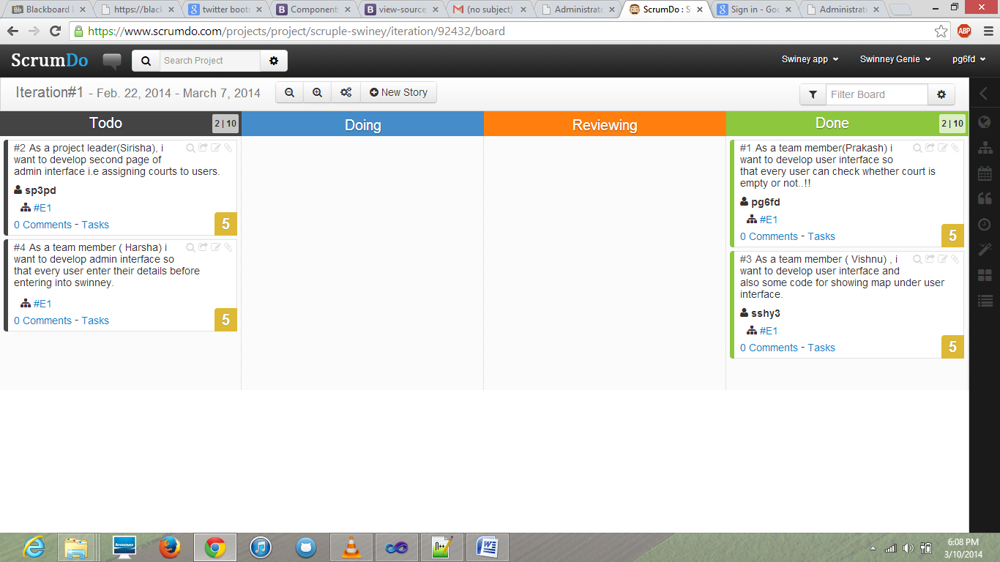 Blackboard L
https://blac
twitter boots
Components
view-source
(no subject)
Administrato
ScrumDo : S
Sign in - Goo
Administrato
https://www.scrumdo.com/projects/project/scruple-swiney/iteration/92432/board
ABP
ScrumDo
Search Project
Swiney app
Swinney Genie
pg6fd
Iteration#1 - Feb. 22, 2014 - March 7, 2014
New Story
Filter Board
Todo
2 | 10
Doing
Reviewing
Done
2 | 10
#2 As a project leader(Sirisha), i
want to develop second page of
admin interface i.e assigning courts to users.
sp3pd
#E1
0 Comments - Tasks
5
#4 As a team member ( Harsha) i
want to develop admin interface so
that every user enter their details before
entering into swinney.
#E1
0 Comments - Tasks
5
#1 As a team member(Prakash) i
want to develop user interface so
that every user can check whether court is
empty or not..!!
pg6fd
#E1
0 Comments - Tasks
5
#3 As a team member ( Vishnu) , i
want to develop user interface and
also some code for showing map under user
interface.
sshy3
#E1
0 Comments - Tasks
5
lenovo
6:08 PM
3/10/2014